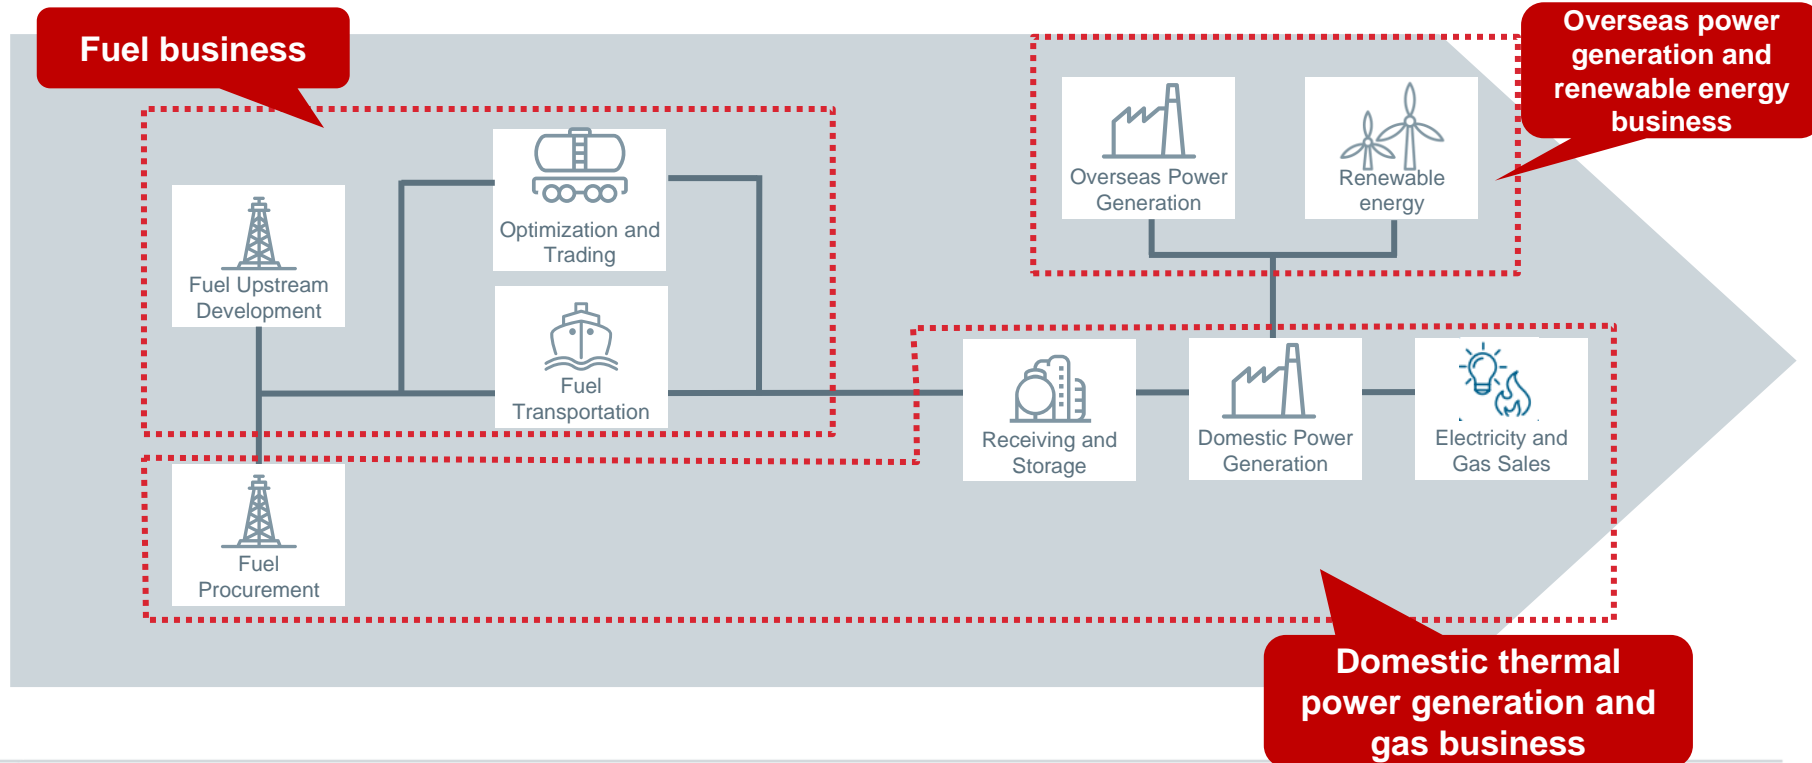 Fuel business
Overseas power
generation and
renewable energy
business
Fuel Upstream
Development
Optimization and
Trading
Fuel
Transportation
Fuel
Procurement
Overseas Power
Generation
Renewable
energy
Receiving and
Storage
Domestic Power
Generation
Electricity and
Gas Sales
Domestic thermal
power generation and
gas business